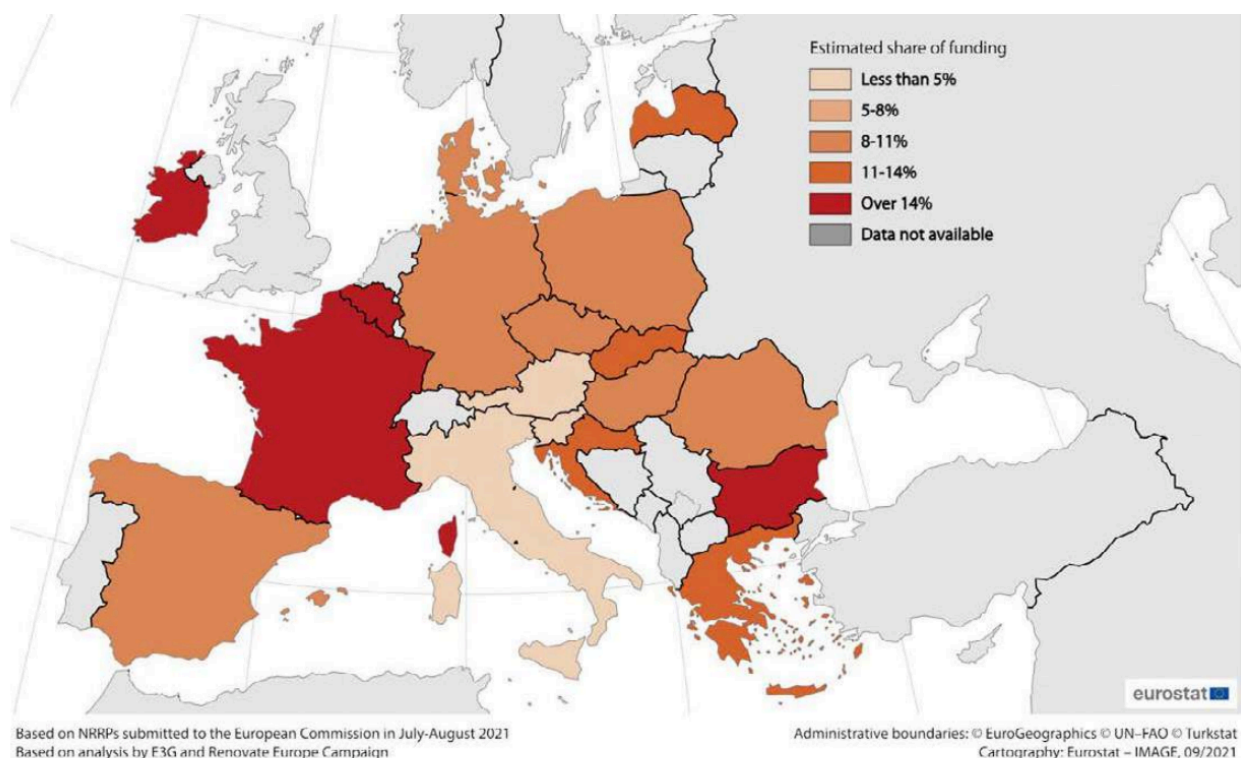 Estimated share of funding
Less than 5%
5-8%
8-11%
11-14%
Over 14%
Data not available
eurostat
Based on NRRPs submitted to the European Commission in July-August 2021
Based on analysis by E3G and Renovate Europe Campaign
Administrative boundaries: © EuroGeographics © UN–FAO © Turkstat
Cartography: Eurostat – IMAGE, 09/2021